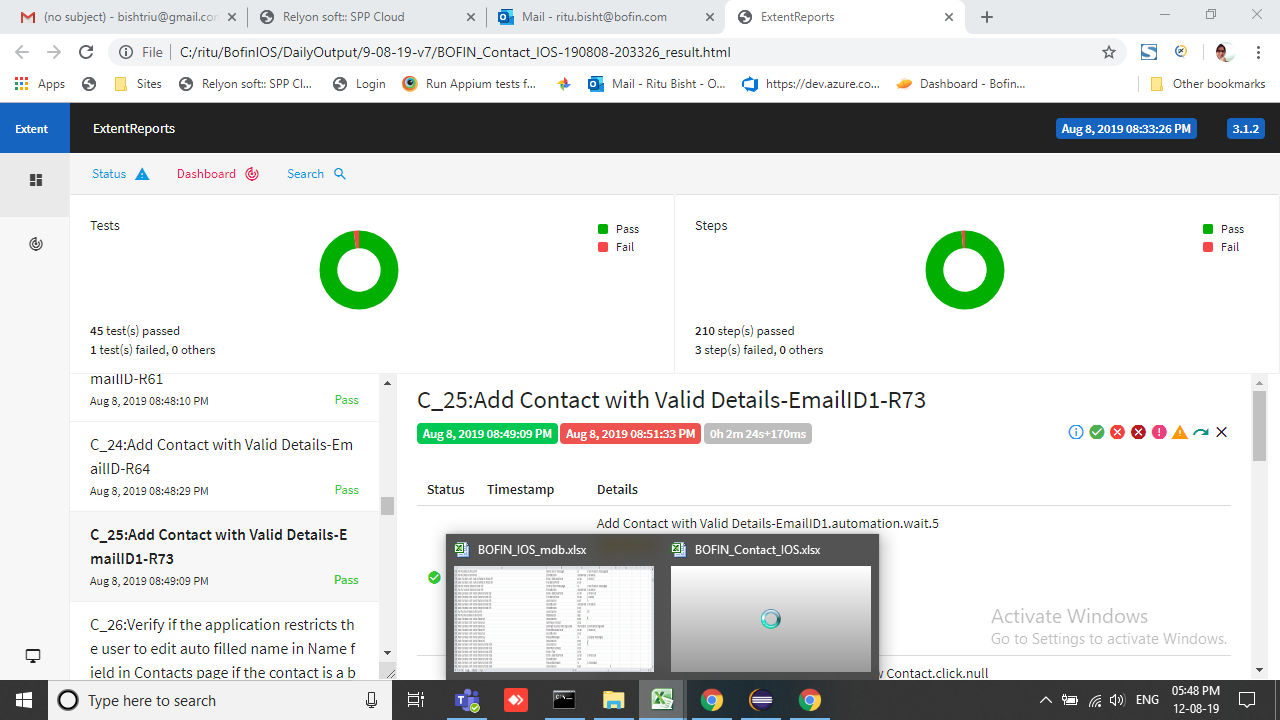 (no subject) - bishtriu@gmail.con
Relyon soft:: SPP Cloud
Mail - ritu.bisht@bofin.com
ExtentReports
File
C:/ritu/BofinIOS/DailyOutput/9-08-19-v7/BOFIN_Contact_IOS-190808-203326_result.html
Apps
Sites
Relyon soft:: SPP Cl...
Login
Run Appium tests f...
Mail - Ritu Bisht - O...
https://dev.azure.co...
Dashboard - Bofin...
Other bookmarks
Extent
ExtentReports
Aug 8, 2019 08:33:26 PM
3.1.2
Status
Dashboard
Search
Tests
Pass
Fail
45 test(s) passed
1 test(s) failed, 0 others
Steps
Pass
Fail
210 step(s) passed
3 step(s) failed, 0 others
mailID-R61
Aug 8, 2019 08:48:10 PM
Pass
C_24:Add Contact with Valid Details-Em
ailID-R64
Aug 8, 2019 08:48:29 PM
Pass
C_25:Add Contact with Valid Details-E
mailID1-R73
Aug 8, 2019 08:49:09 PM
Pass
C_26:Verify if the application restricts th
e user to edit auto filled name in Name f
ield in Contacts page if the contact is a b
C_25:Add Contact with Valid Details-EmailID1-R73
Aug 8, 2019 08:49:09 PM
Aug 8, 2019 08:51:33 PM
0h 2m 24s+170ms
Status
Timestamp
Details
Add Contact with Valid Details-EmailID1.automation.wait.5
BOFIN_IOS_mdb.xlsx
BOFIN_Contact_IOS.xlsx
Contact.click.null
Activate Windows
Go to Settings to activate Windows.
Type here to search
ENG
05:48 PM
12-08-19